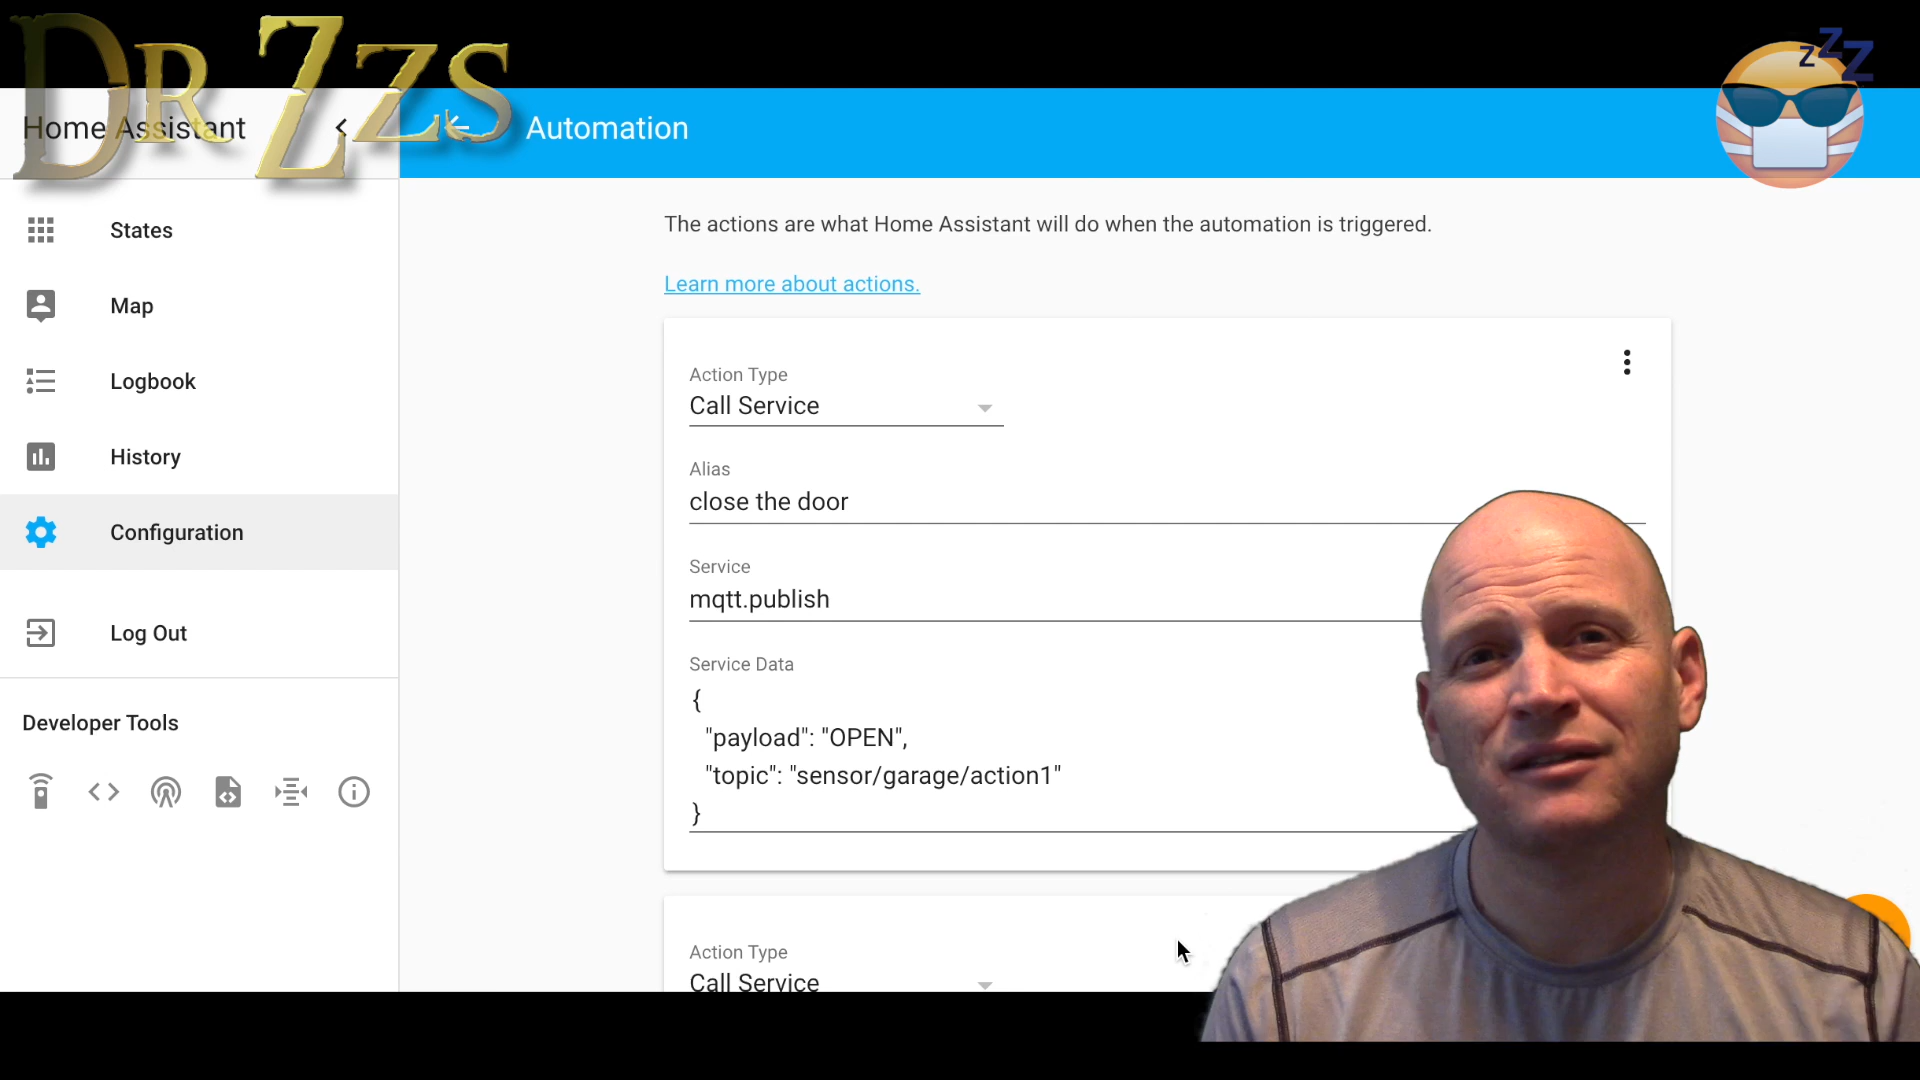 DR ZZS
zzZ
Home Assistant
Automation
States
Map
Logbook
History
Configuration
Log Out
Developer Tools
The actions are what Home Assistant will do when the automation is triggered.
Learn more about actions.
Action Type
Call Service
Alias
close the door
Service
mqtt.publish
Service Data
{
"payload": "OPEN",
"topic": "sensor/garage/action1"
}
Action Type
Call Service